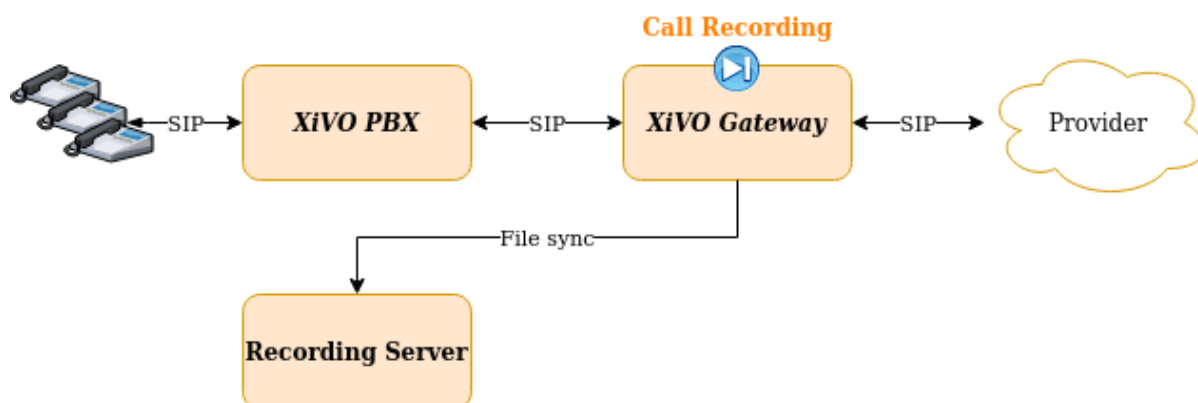 Call Recording
SIP
XiVO PBX
SIP
XiVO Gateway
SIP
Provider
File sync
Recording Server